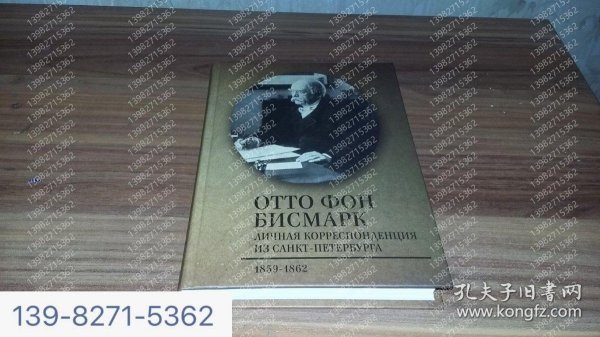 ОТТО ФОН
БИСМАРК
ЛИЧНАЯ КОРРЕСПОНДЕНЦИЯ
ИЗ САНКТ-ПЕТЕРБУРГА
1859-1862
139-8271-5362
孔夫子旧书网
www.kongfz.com
13982715362